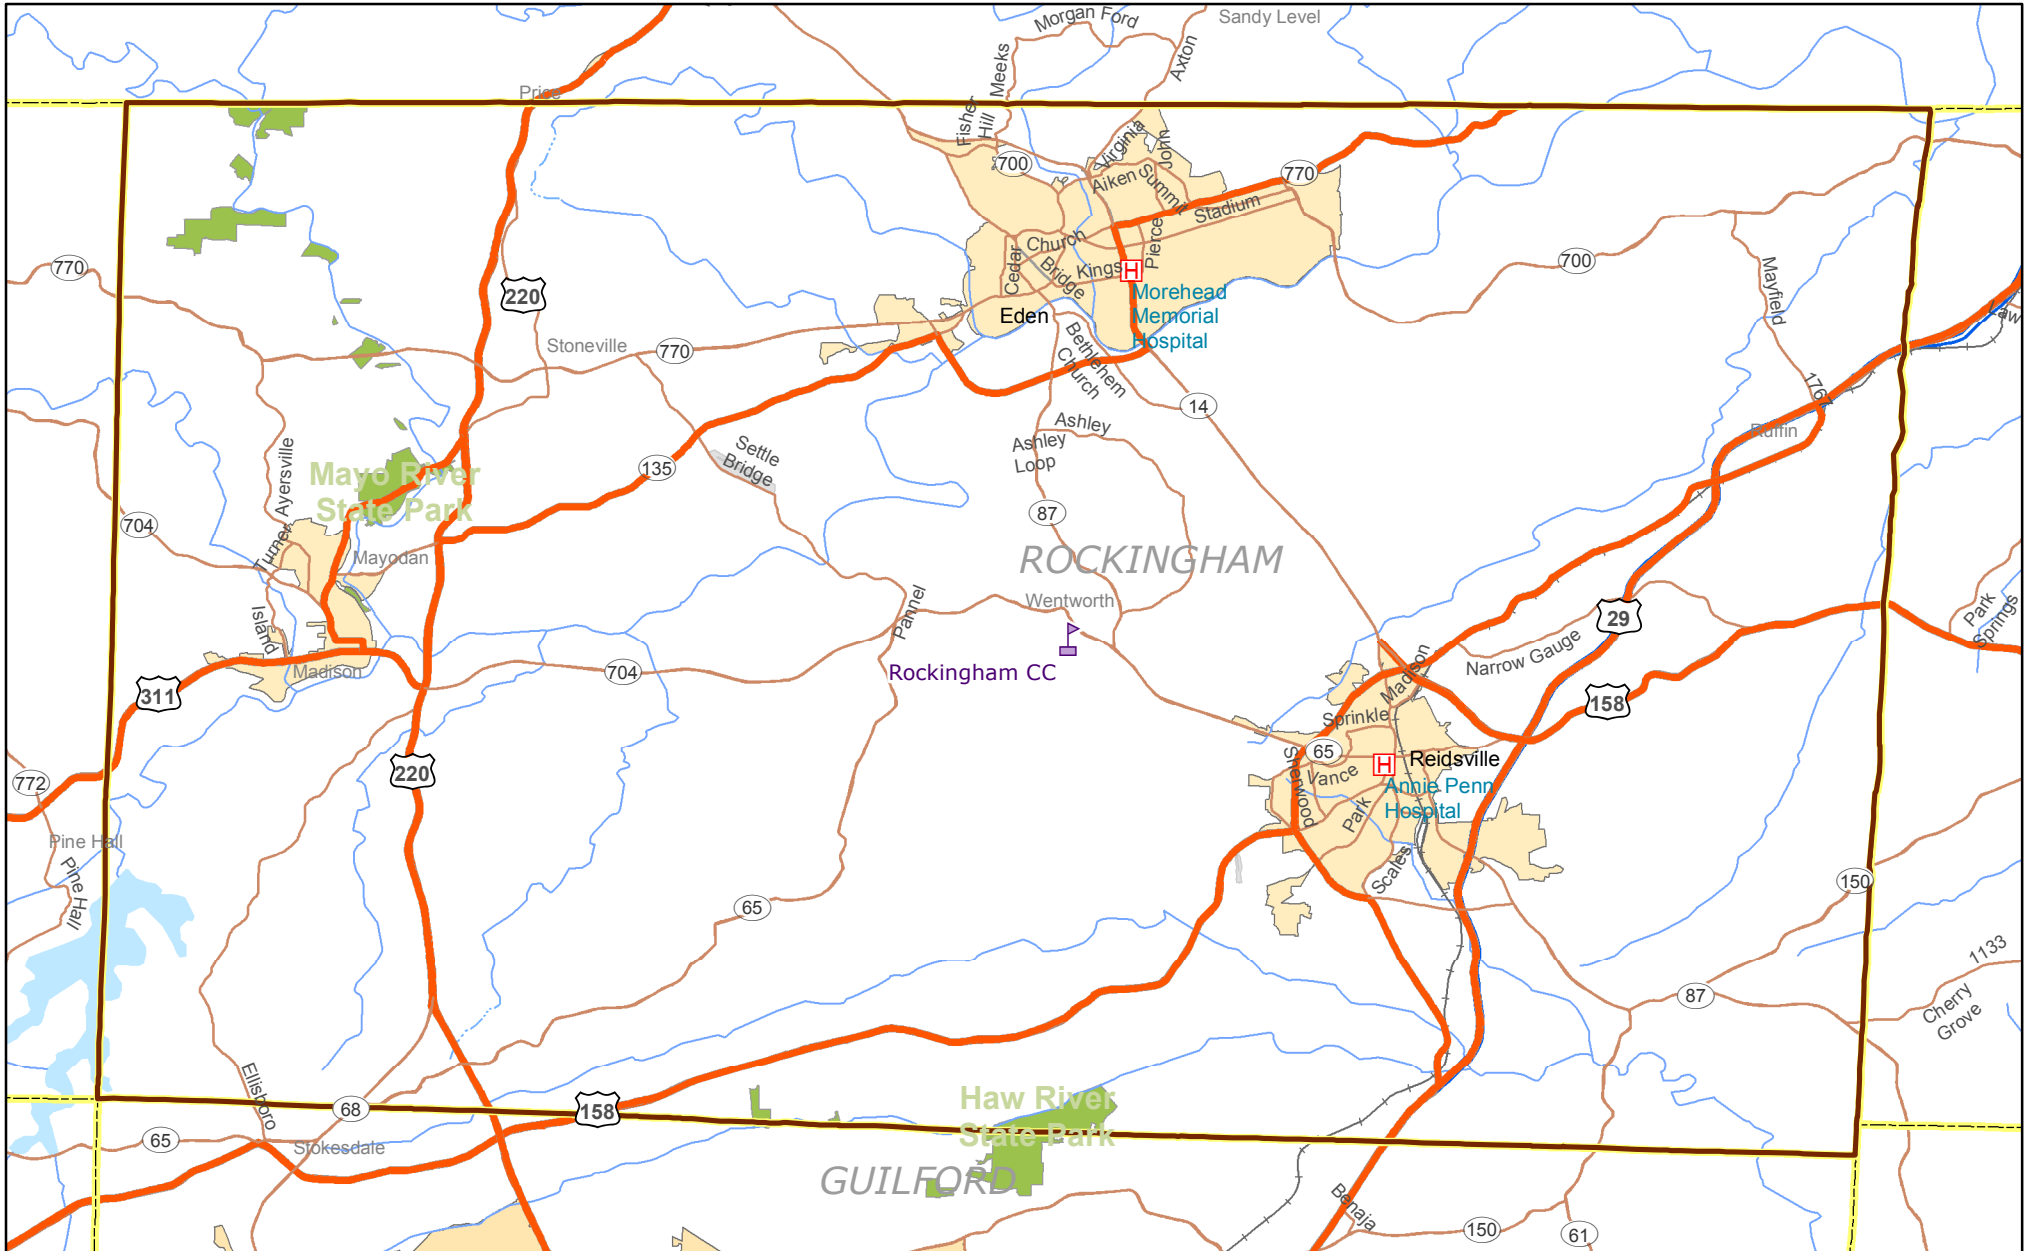 Morgan Ford
Sandy Level
Meeks
Axton
Price
Fisher
Hill
Virginia
John
700
770
Aiken
Summit
Stadium
Church
Pierce
Cedar
Bridge
Kings
H
770
220
700
Mayfield
Morehead
Memorial
Hospital
Eden
Law
Stoneville
770
Bethlehem
Church
1767
14
Ruffin
Ashley
Ashley
Loop
Settle
Bridge
135
Ayersville
Mayo River
State Park
87
704
Turner
Mayodan
ROCKINGHAM
Wentworth
Pannel
Park
Springs
29
Island
Narrow Gauge
Madison
Rockingham CC
704
Madison
311
158
Sprinkle
65
Sherwood
Reidsville
H
Vance
220
772
Annie Penn
Hospital
Park
Pine Hall
Pine Hall
Scales
150
65
1133
87
Cherry
Grove
Ellisboro
68
158
Haw River
State Park
65
Stokesdale
GUILFORD
Benaja
150
61